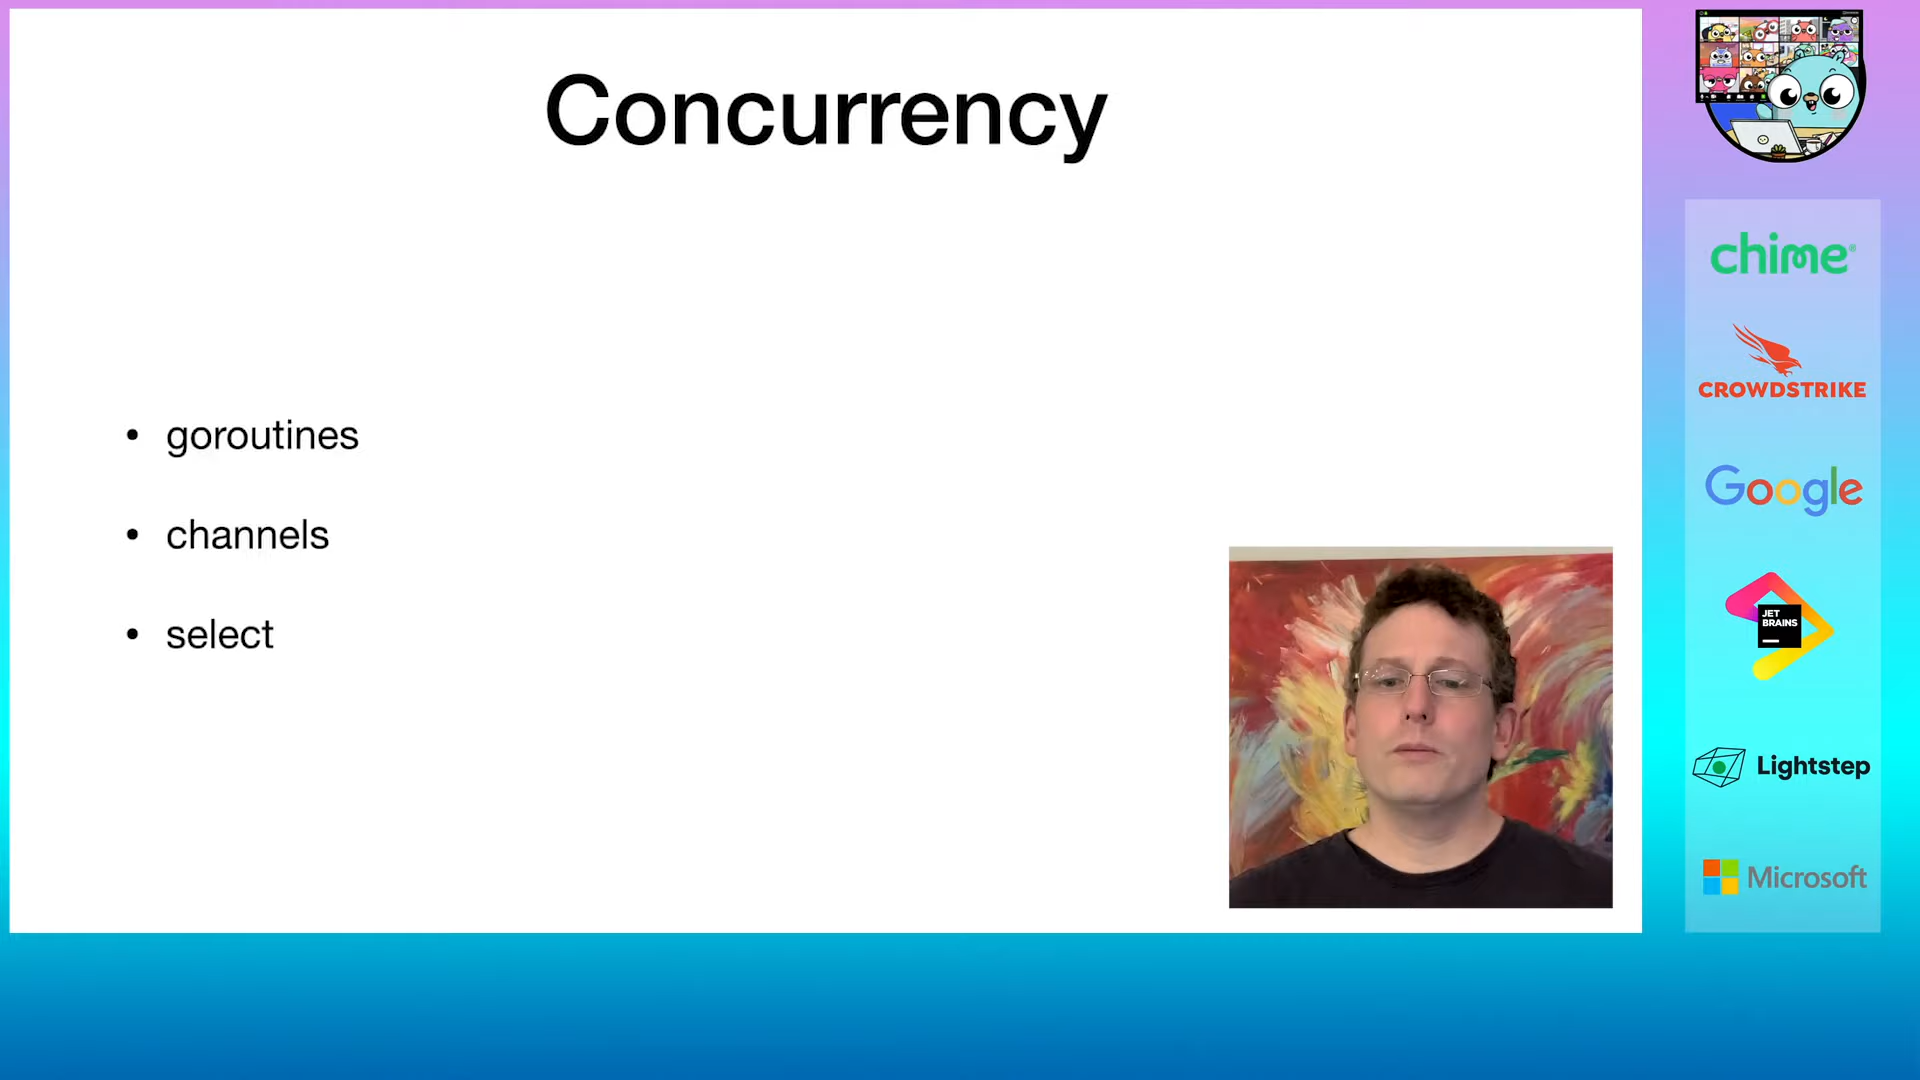 Concurrency
• goroutines
• channels
• select
chime®
CROWDSTRIKE
Google
JET
BRAINS
Lightstep
Microsoft